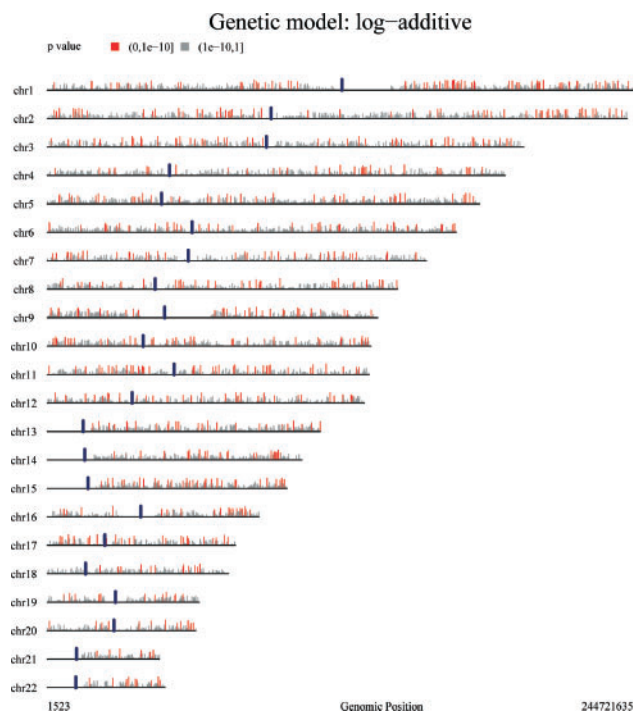 Genetic model: log−additive
p value (0,1e−10] (1e−10,1]
chr1
chr2
chr3
chr4
chr5
chr6
chr7
chr8
chr9
chr10
chr11
chr12
chr13
chr14
chr15
chr16
chr17
chr18
chr19
chr20
chr21
chr22
1523 Genomic Position 244721635